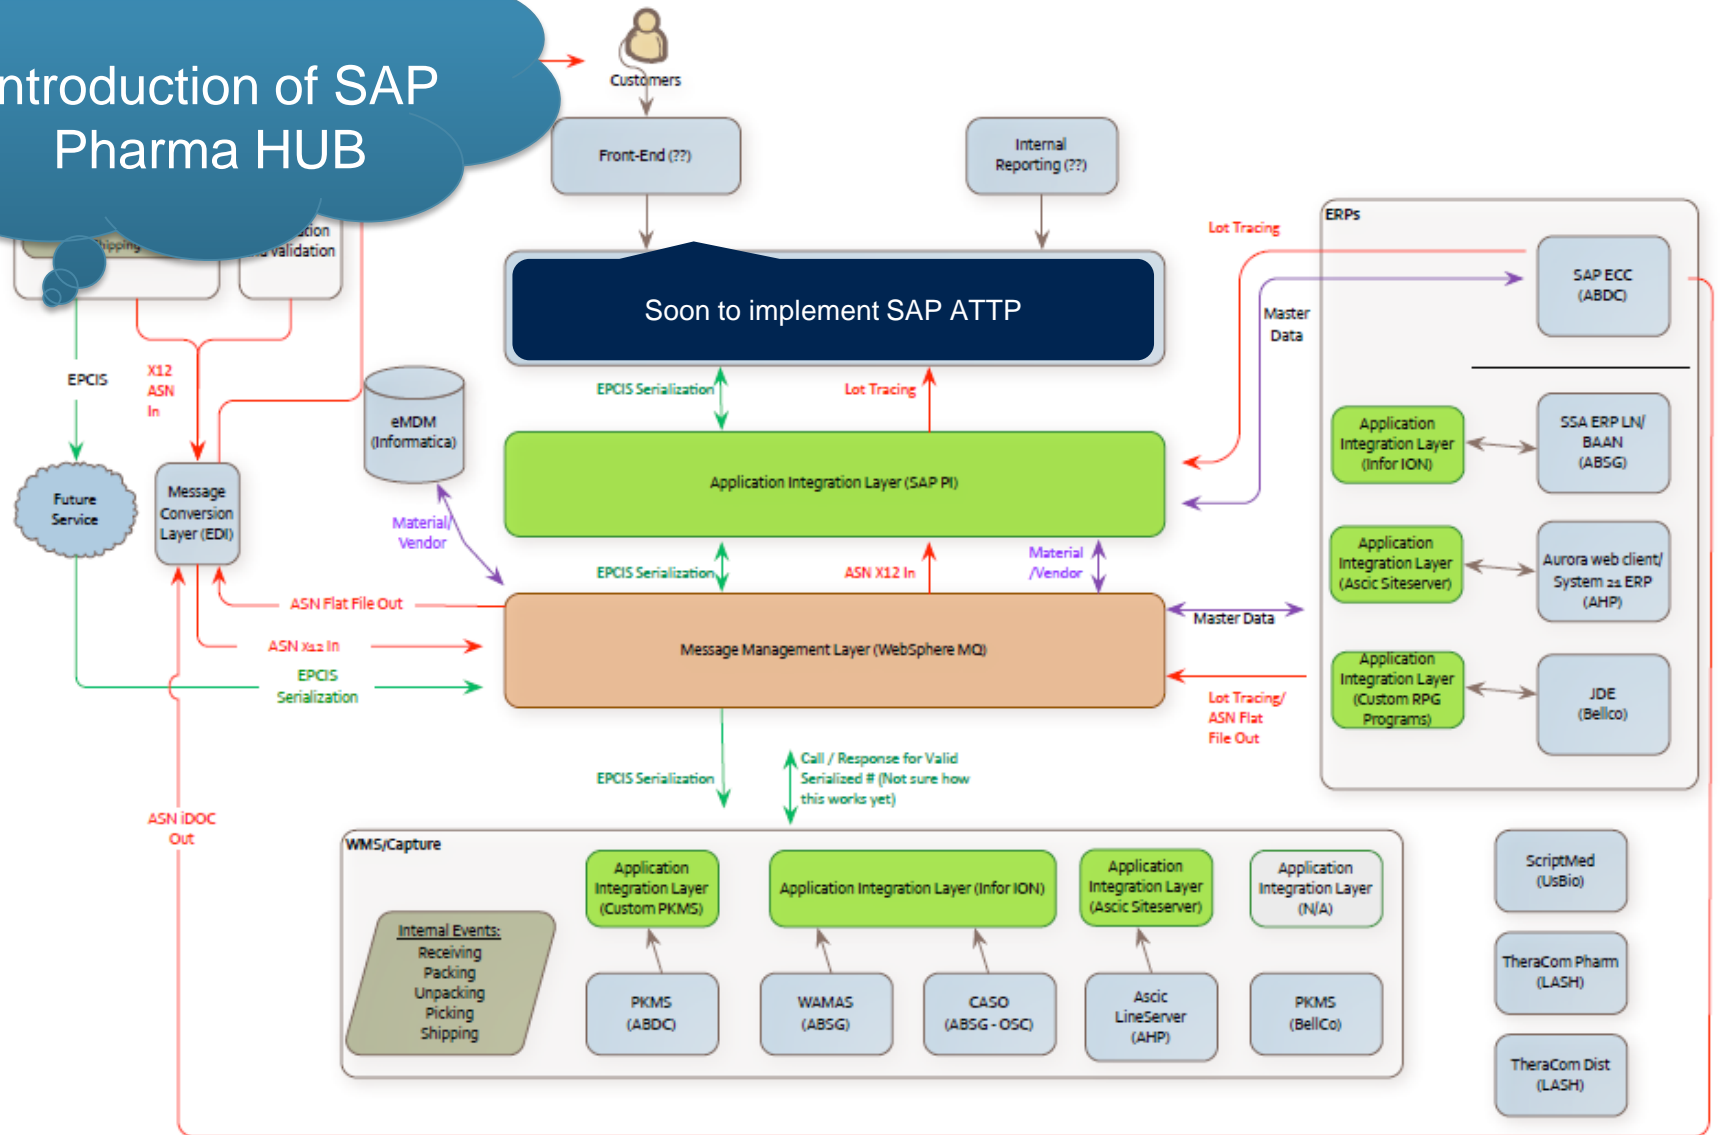 ntroduction of SAP
Pharma HUB
Customers
Front-End (??)
Internal
Reporting (??)
Shipping
validation
Soon to implement SAP ATTP
ERPs
Lot Tracing
SAP ECC
(ABDC)
Master
Data
EPCIS
X12
ASN
In
eMDM
(Informatica)
EPCIS Serialization
Lot Tracing
Application
Integration Layer
(Infor ION)
SSA ERP LN/
BAAN
(ABSG)
Future
Service
Message
Conversion
Layer (EDI)
Application Integration Layer (SAP PI)
Material/
Vendor
EPCIS Serialization
ASN X12 In
Material
/Vendor
Application
Integration Layer
(Ascic Siteserver)
Aurora web client/
System 21 ERP
(AHP)
ASN Flat File Out
ASN X12 In
EPCIS
Serialization
Message Management Layer (WebSphere MQ)
Master Data
Application
Integration Layer
(Custom RPG
Programs)
JDE
(Bellco)
Lot Tracing/
ASN Flat
File Out
EPCIS Serialization
Call / Response for Valid
Serialized # (Not sure how
this works yet)
ASN iDOC
Out
WMS/Capture
Internal Events:
Receiving
Packing
Unpacking
Picking
Shipping
Application
Integration Layer
(Custom PKMS)
Application Integration Layer (Infor ION)
Application
Integration Layer
(Ascic Siteserver)
Application
Integration Layer
(N/A)
PKMS
(ABDC)
WAMAS
(ABSG)
CASO
(ABSG - OSC)
Ascic
LineServer
(AHP)
PKMS
(BellCo)
ScriptMed
(UsBio)
TheraCom Pharm
(LASH)
TheraCom Dist
(LASH)